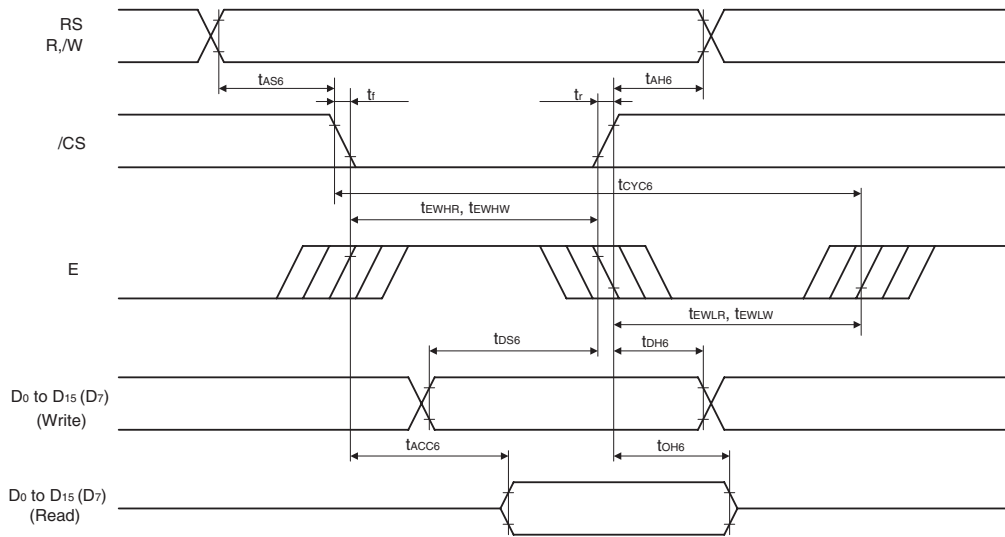 RS
R,/W
tAS6
tf
tr
tAH6
/CS
tCYC6
tEWHR, tEWHW
E
tEWLR, tEWLW
tDS6
tDH6
D0 to D15 (D7)
(Write)
tACC6
tOH6
D0 to D15 (D7)
(Read)